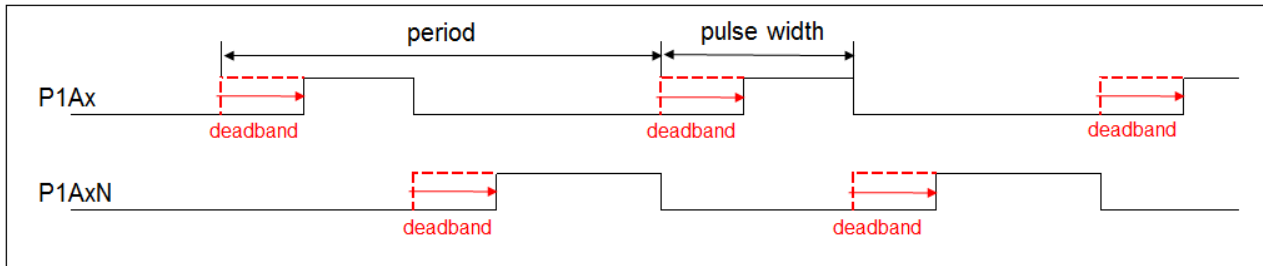 period
pulse width
P1Ax
deadband
deadband
deadband
P1AxN
deadband
deadband